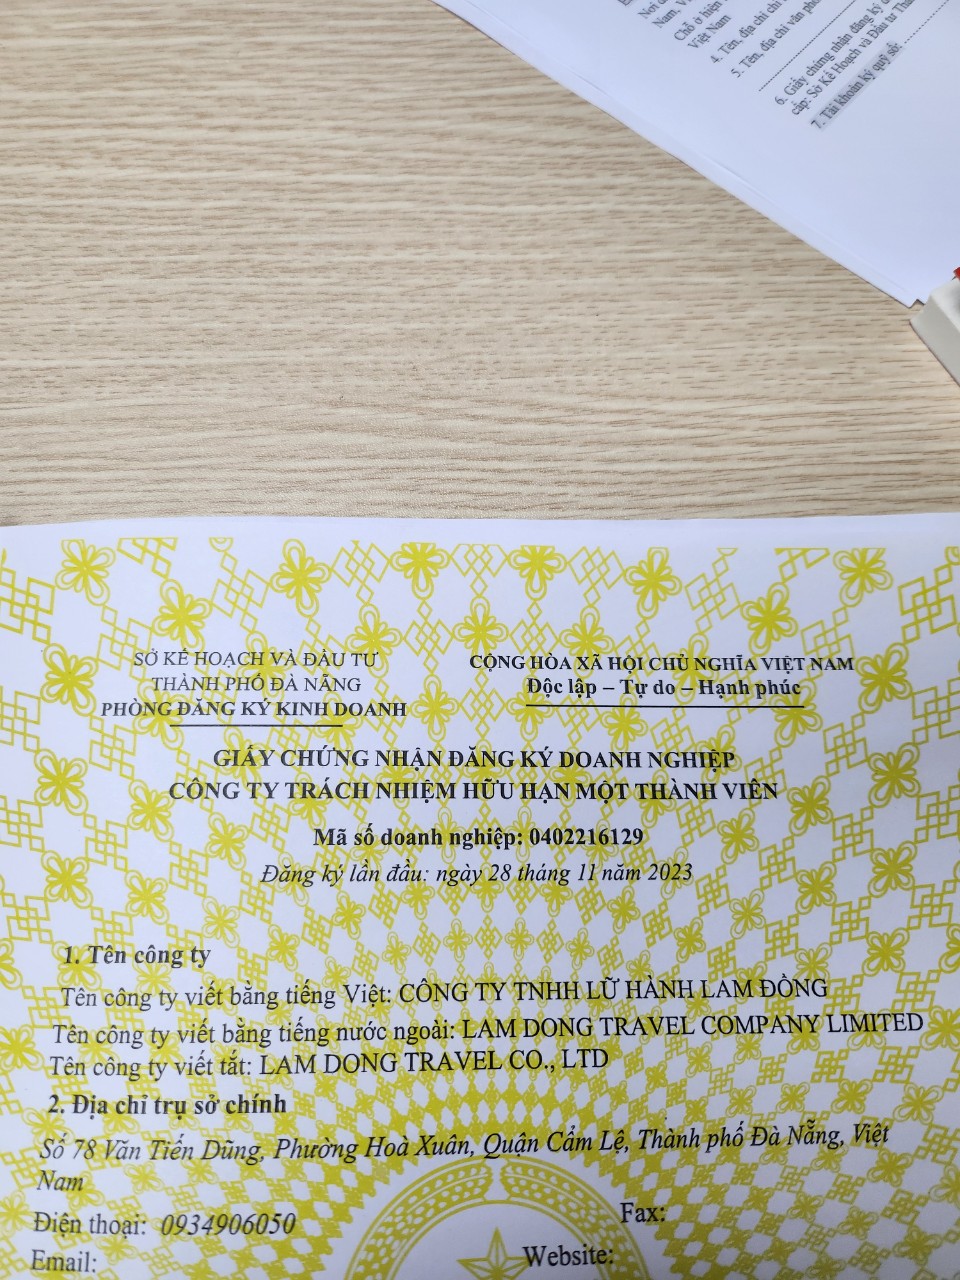 Nơi đ
Nam, V
Chỗ ở hiện
Việt Nam
4. Tên, địa chỉ chi
5. Tên, địa chỉ văn phò
6. Giấy chứng nhận đăng ký d
cấp: Sở Kế Hoạch và Đầu tư Thà
7. Tài khoản ký quỹ số:
SỞ KẾ HOẠCH VÀ ĐẦU TƯ
THÀNH PHỐ ĐÀ NẴNG
PHÒNG ĐĂNG KÝ KINH DOANH
CỘNG HÒA XÃ HỘI CHỦ NGHĨA VIỆT NAM
Độc lập – Tự do – Hạnh phúc
GIẤY CHỨNG NHẬN ĐĂNG KÝ DOANH NGHIỆP
CÔNG TY TRÁCH NHIỆM HỮU HẠN MỘT THÀNH VIÊN
Mã số doanh nghiệp: 0402216129
Đăng ký lần đầu: ngày 28 tháng 11 năm 2023
1. Tên công ty
Tên công ty viết bằng tiếng Việt: CÔNG TY TNHH LỮ HÀNH LAM ĐỒNG
Tên công ty viết bằng tiếng nước ngoài: LAM DONG TRAVEL COMPANY LIMITED
Tên công ty viết tắt: LAM DONG TRAVEL CO., LTD
2. Địa chỉ trụ sở chính
Số 78 Văn Tiến Dũng, Phường Hoà Xuân, Quận Cẩm Lệ, Thành phố Đà Nẵng, Việt
Nam
Điện thoại: 0934906050 Fax:
Email: Website: